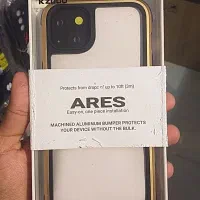 Protects from drops of up to 10ft (3m)
ARES
Easy-on, one piece installation
MACHINED ALUMINUM BUMPER PROTECTS
YOUR DEVICE WITHOUT THE BULK.